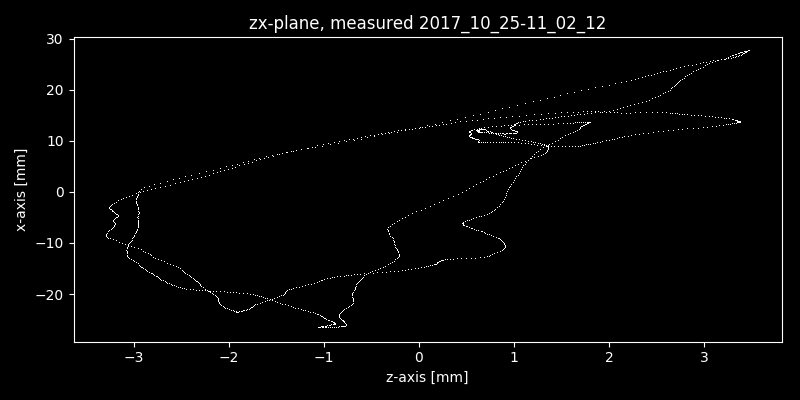 zx-plane, measured 2017_10_25-11_02_12
30
20
10
0
−10
−20
x-axis [mm]
−3 −2 −1 0 1 2 3
z-axis [mm]